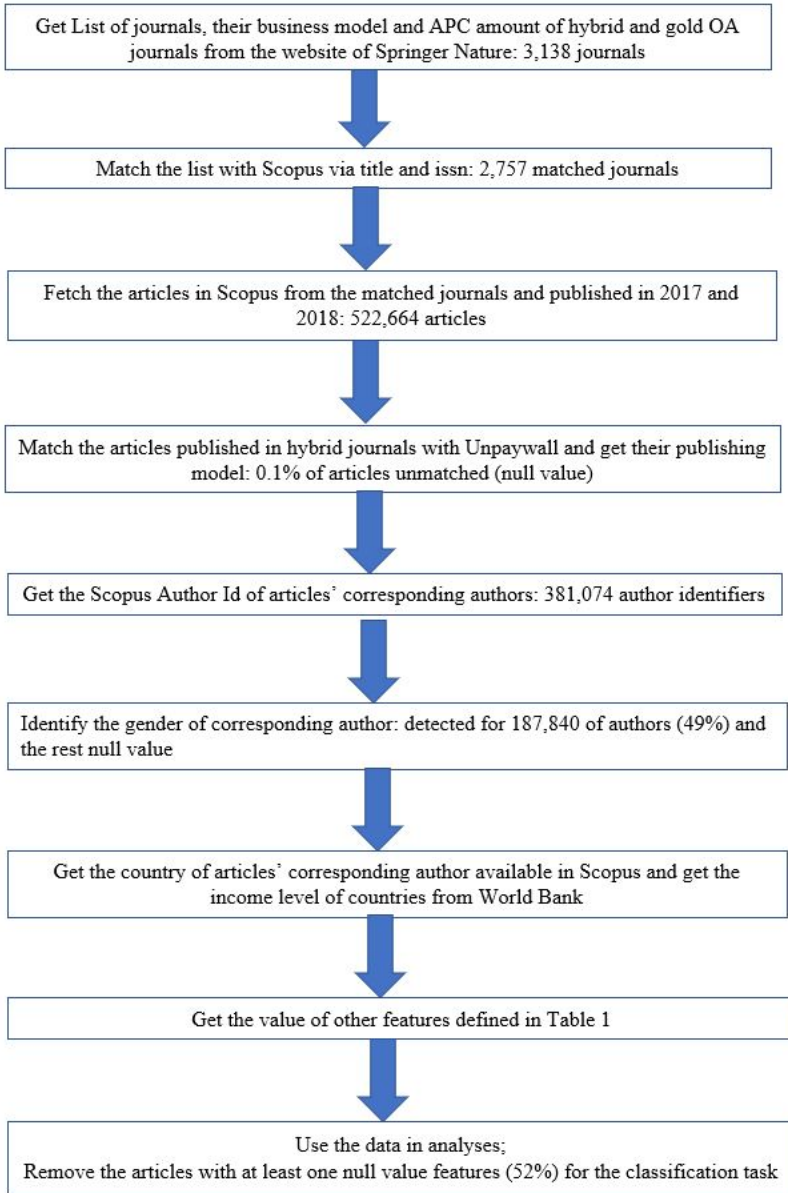 Get List of journals, their business model and APC amount of hybrid and gold OA
journals from the website of Springer Nature: 3,138 journals
Match the list with Scopus via title and issn: 2,757 matched journals
Fetch the articles in Scopus from the matched journals and published in 2017 and
2018: 522,664 articles
Match the articles published in hybrid journals with Unpaywall and get their publishing
model: 0.1% of articles unmatched (null value)
Get the Scopus Author Id of articles’ corresponding authors: 381,074 author identifiers
Identify the gender of corresponding author: detected for 187,840 of authors (49%) and
the rest null value
Get the country of articles’ corresponding author available in Scopus and get the
income level of countries from World Bank
Get the value of other features defined in Table 1
Use the data in analyses;
Remove the articles with at least one null value features (52%) for the classification task